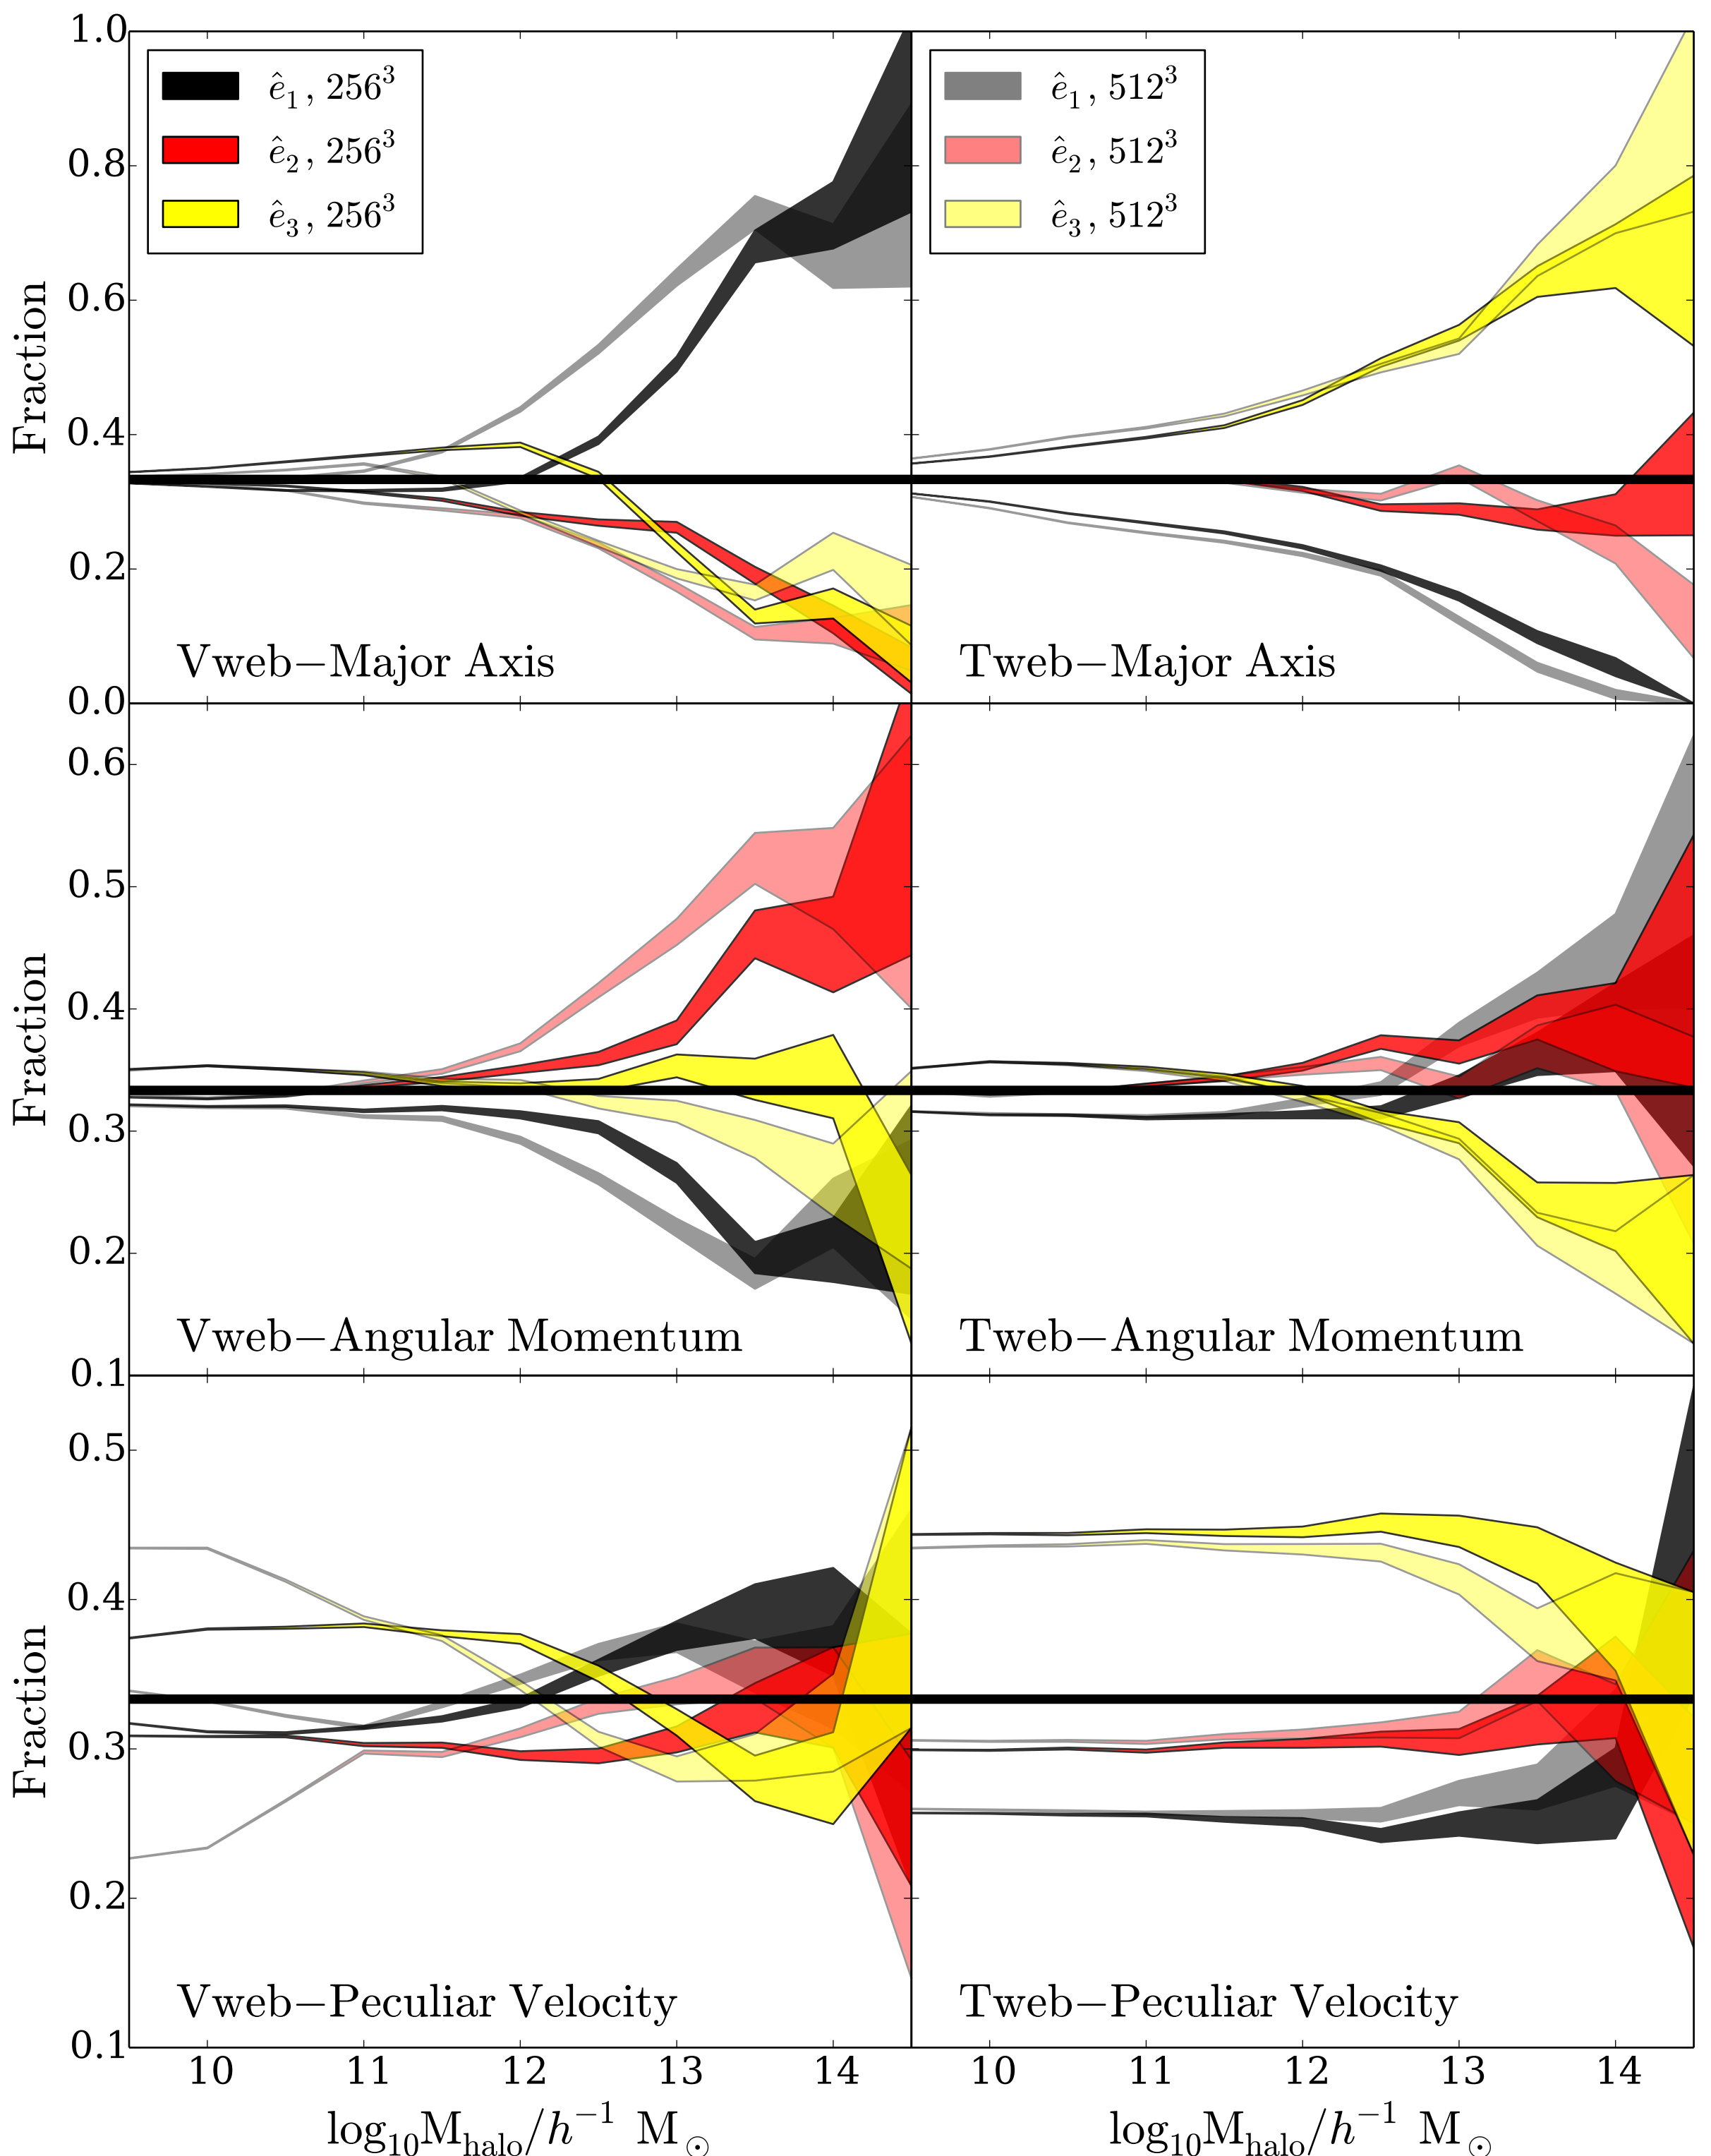 1.0
ê₁, 256³
ê₂, 256³
ê₃, 256³
ê₁, 512³
ê₂, 512³
ê₃, 512³
0.8
0.6
0.4
0.2
0.0
Fraction
Vweb−Major Axis
Tweb−Major Axis
0.6
0.5
0.4
0.3
0.2
0.1
Fraction
Vweb−Angular Momentum
Tweb−Angular Momentum
0.5
0.4
0.3
0.2
0.1
Fraction
Vweb−Peculiar Velocity
Tweb−Peculiar Velocity
10 11 12 13 14
10 11 12 13 14
log₁₀M_halo/h⁻¹ M_⊙
log₁₀M_halo/h⁻¹ M_⊙